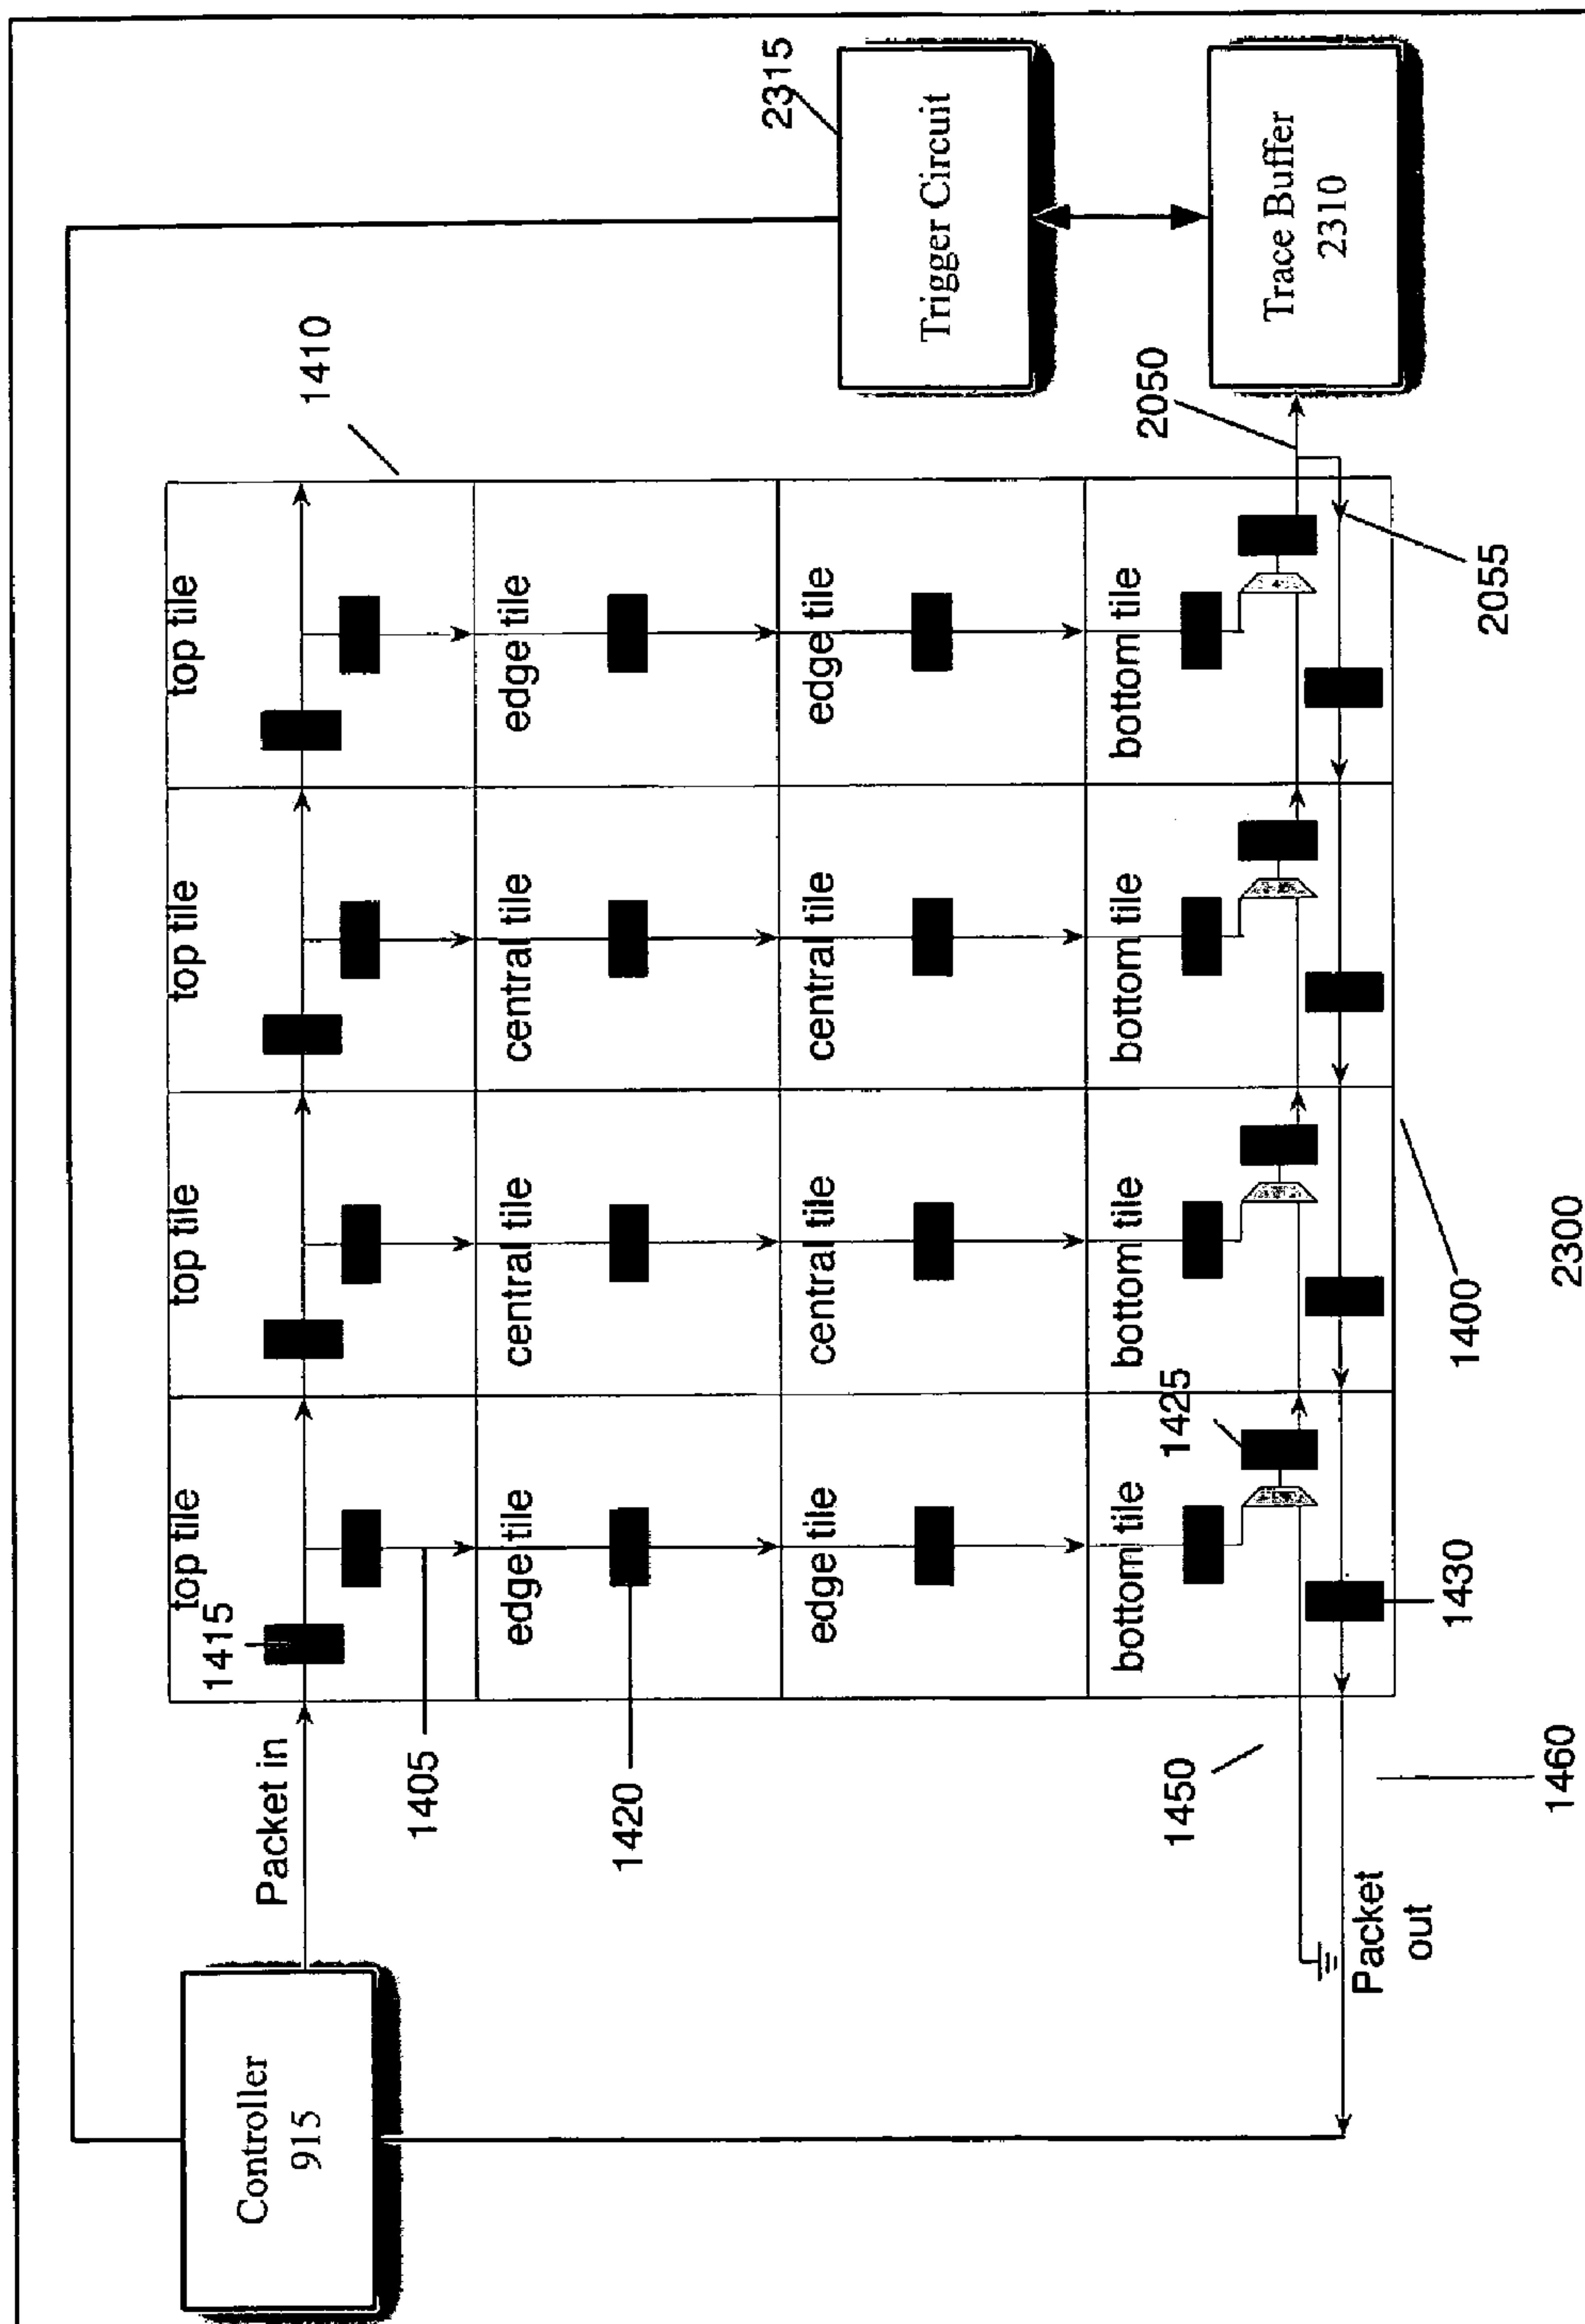 Controller
915
Packet in
1415
1405
1420
top tile
top tile
top tile
top tile
1410
edge tile
central tile
central tile
edge tile
edge tile
central tile
central tile
edge tile
bottom tile
bottom tile
bottom tile
bottom tile
1425
1450
1460
Packet
out
1430
1400
2050
2055
Trigger Circuit
2315
Trace Buffer
2310
2300